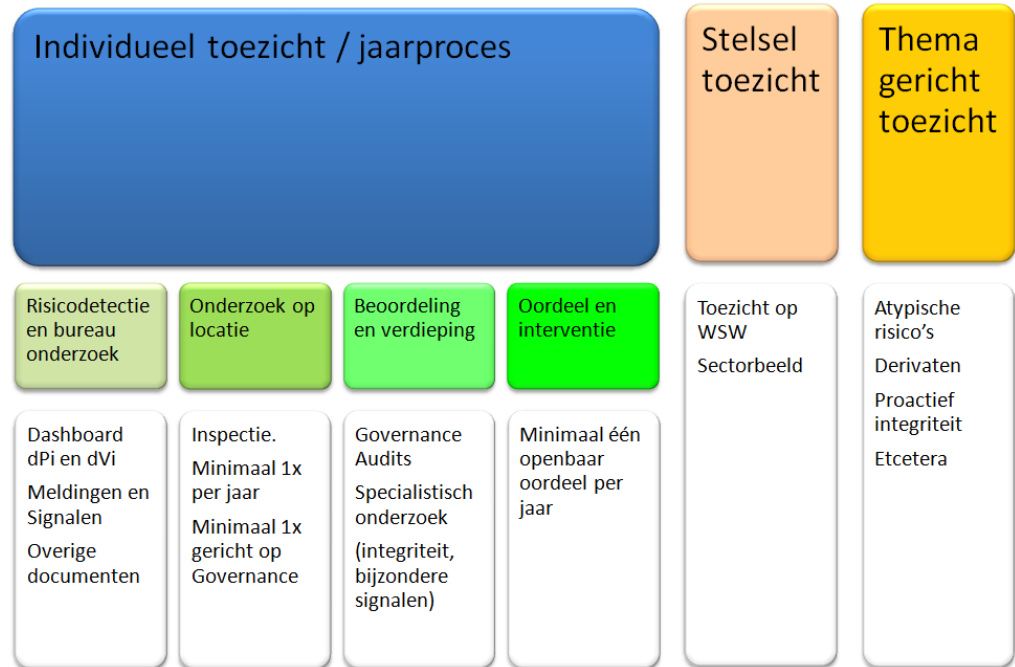 Individueel toezicht / jaarproces
Stelsel
toezicht
Thema
gericht
toezicht
Risicodetectie
en bureau
onderzoek
Onderzoek op
locatie
Beoordeling
en verdieping
Oordeel en
interventie
Toezicht op
WSW
Sectorbeeld
Atypische
risico's
Derivaten
Proactief
integriteit
Etcetera
Dashboard
dPi en dVi
Meldingen en
Signalen
Overige
documenten
Inspectie.
Minimaal 1x
per jaar
Minimaal 1x
gericht op
Governance
Governance
Audits
Specialistisch
onderzoek
(integriteit,
bijzondere
signalen)
Minimaal één
openbaar
oordeel per
jaar